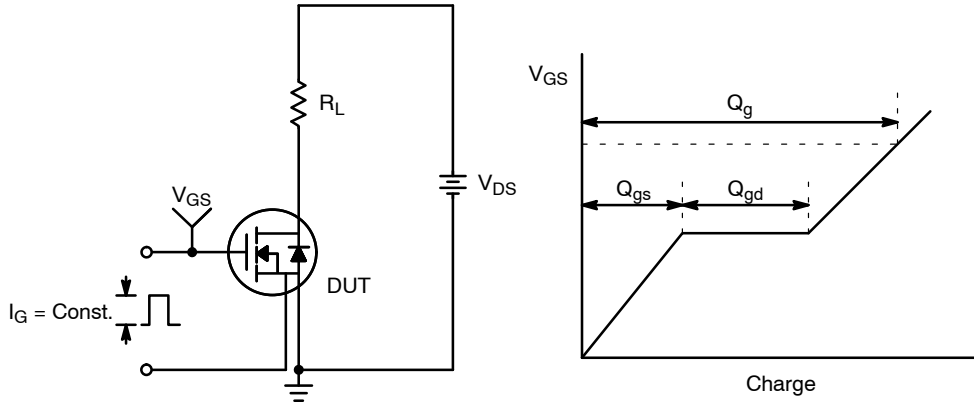 R_L
V_GS
V_DS
DUT
I_G = Const.
V_GS
Q_g
Q_gs
Q_gd
Charge